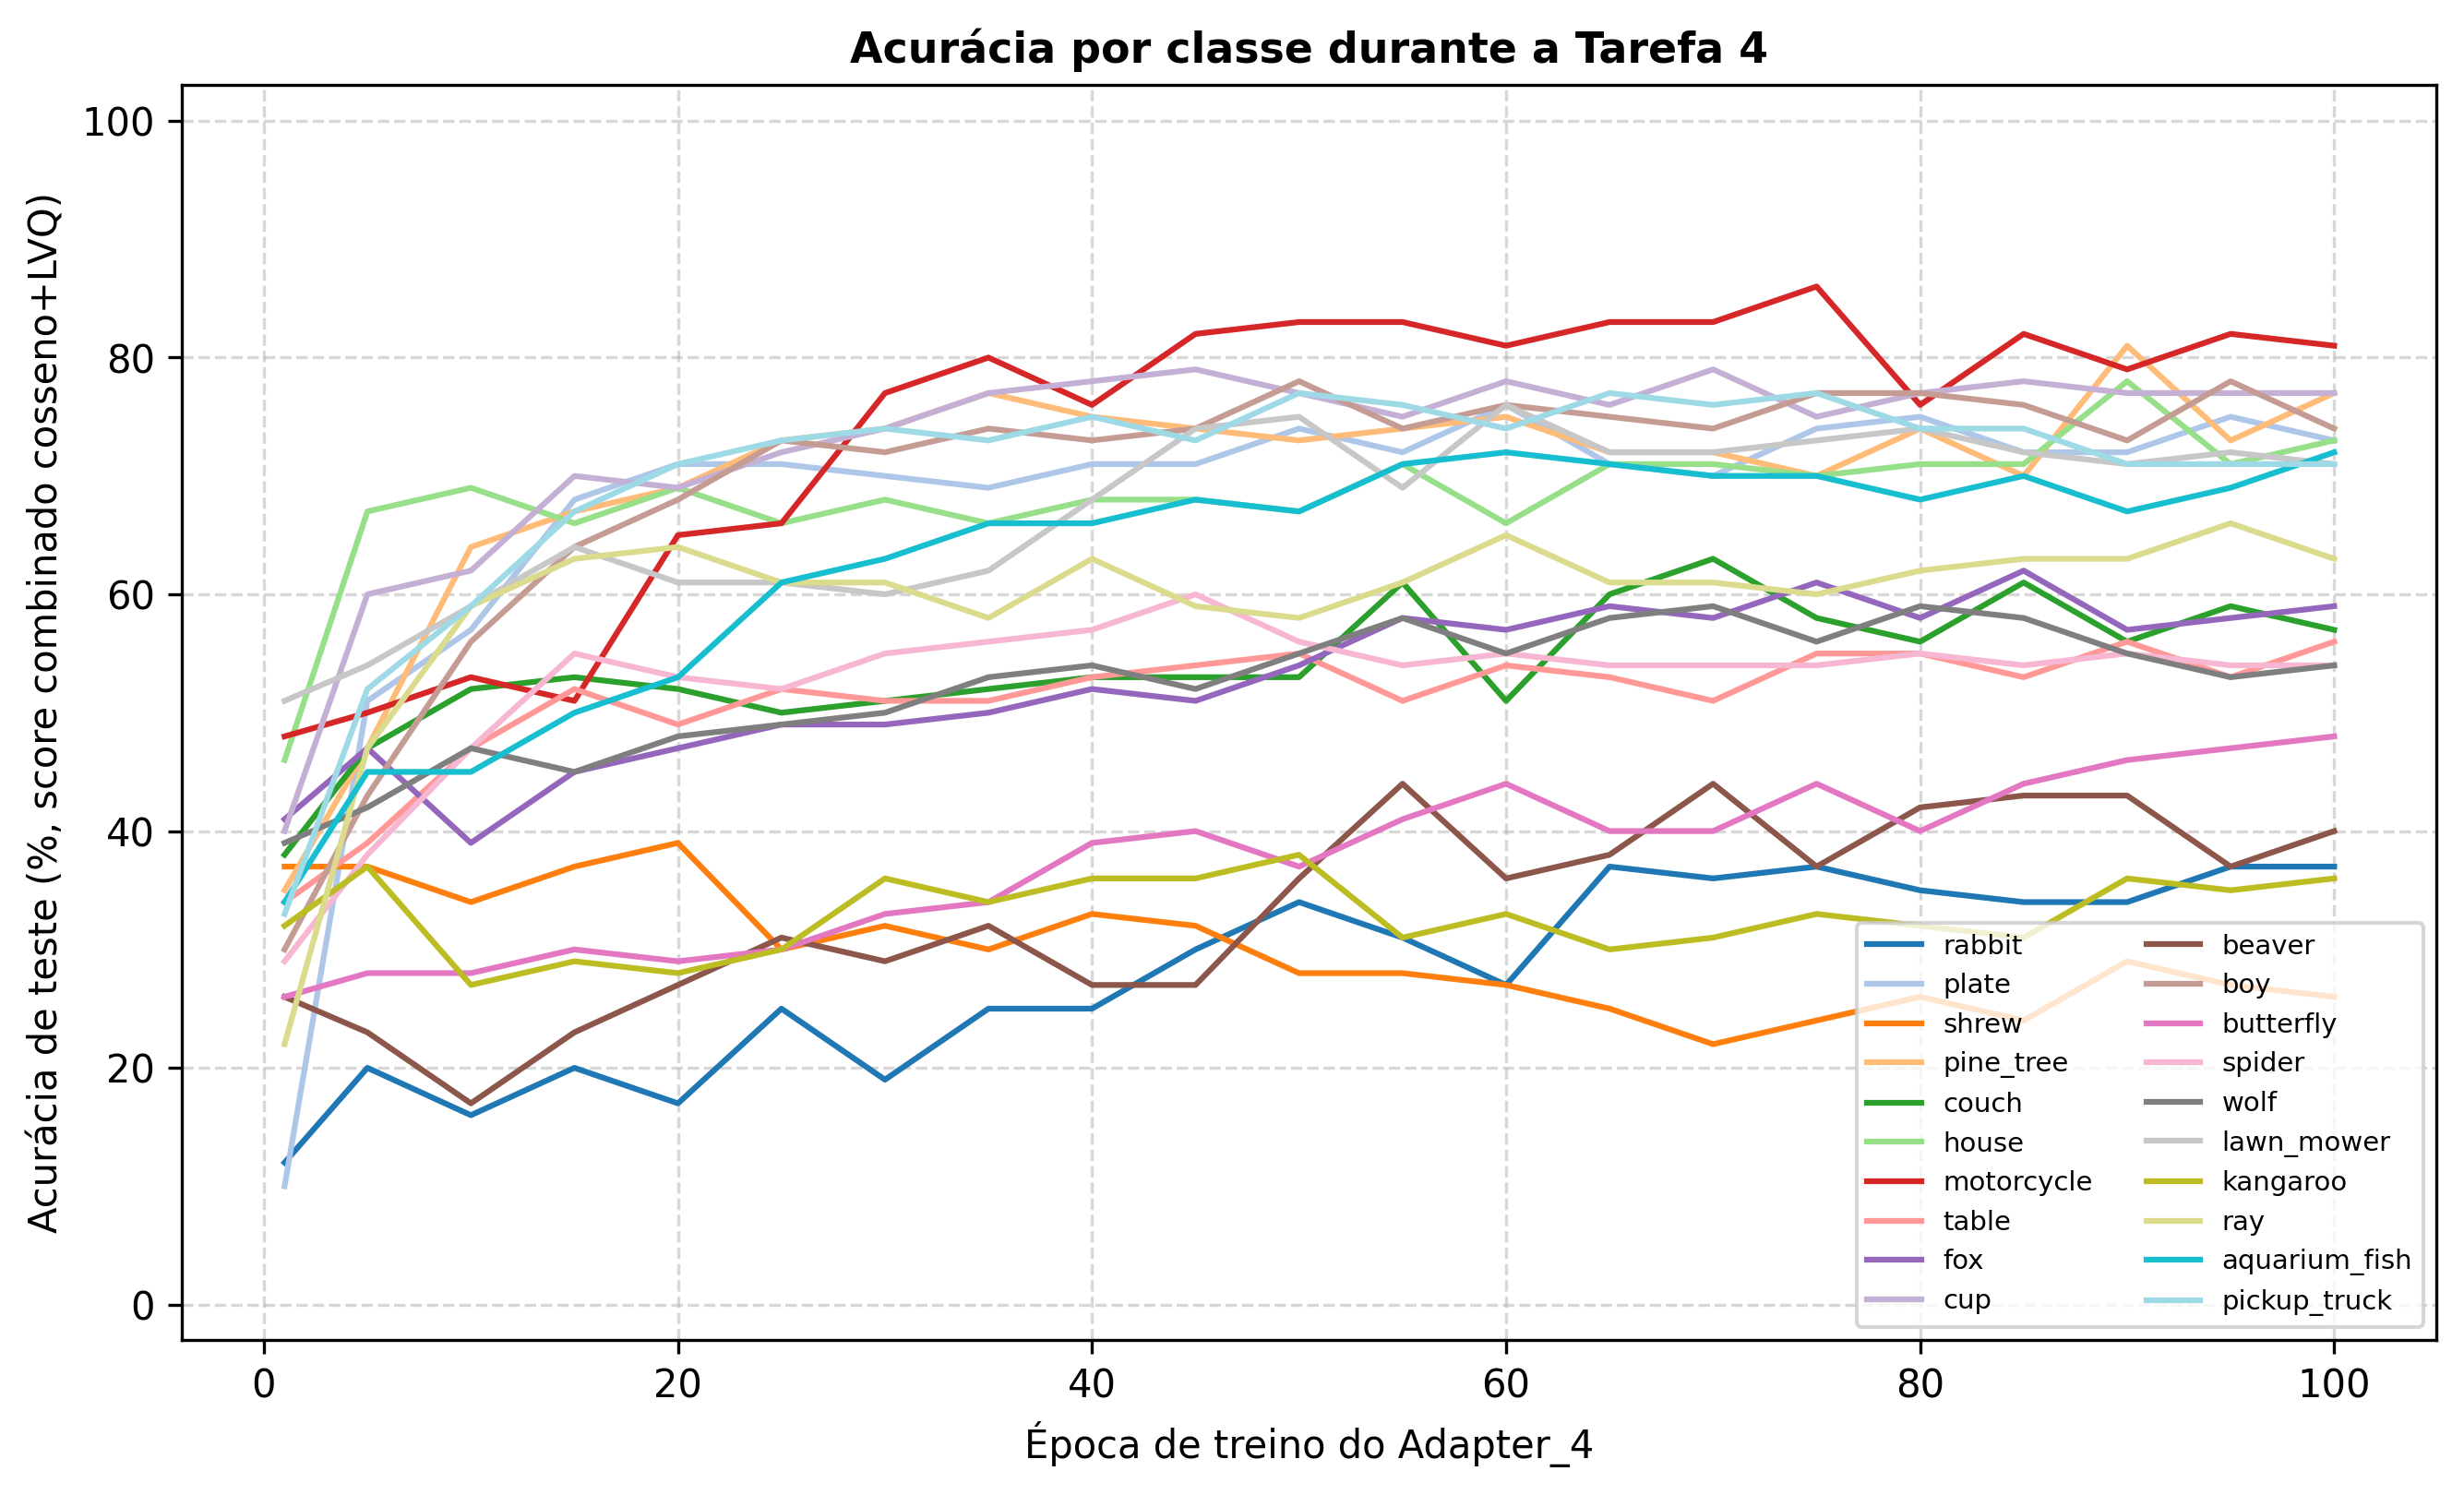 Acurácia por classe durante a Tarefa 4
Acurácia de teste (%, score combinado cosseno+LVQ)
100
80
60
40
20
0
rabbit
plate
shrew
pine_tree
couch
house
motorcycle
table
fox
cup
beaver
boy
butterfly
spider
wolf
lawn_mower
kangaroo
ray
aquarium_fish
pickup_truck
0 20 40 60 80 100
Época de treino do Adapter_4